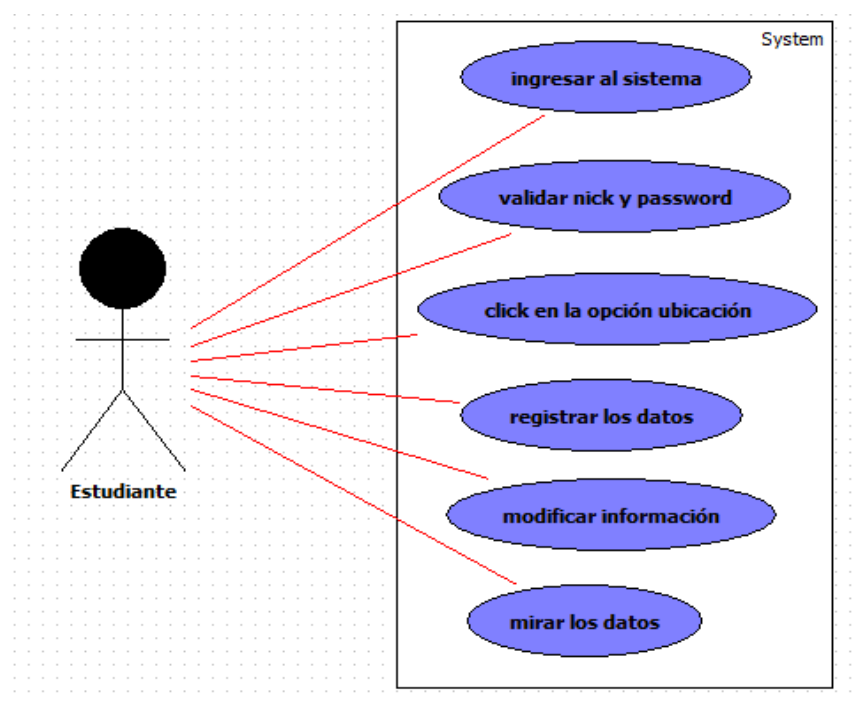 System
ingresar al sistema
validar nick y password
click en la opción ubicación
registrar los datos
Estudiante
modificar información
mirar los datos